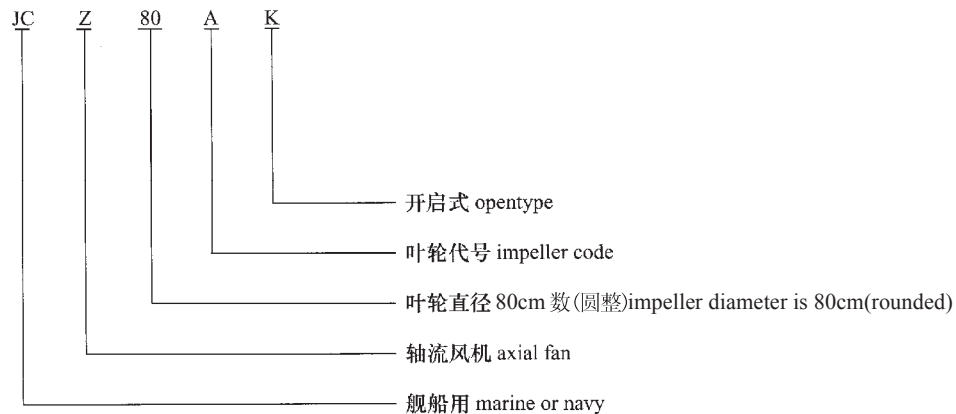 JC Z 80 A K
开启式 opentype
叶轮代号 impeller code
叶轮直径 80cm 数(圆整)impeller diameter is 80cm(rounded)
轴流风机 axial fan
舰船用 marine or navy